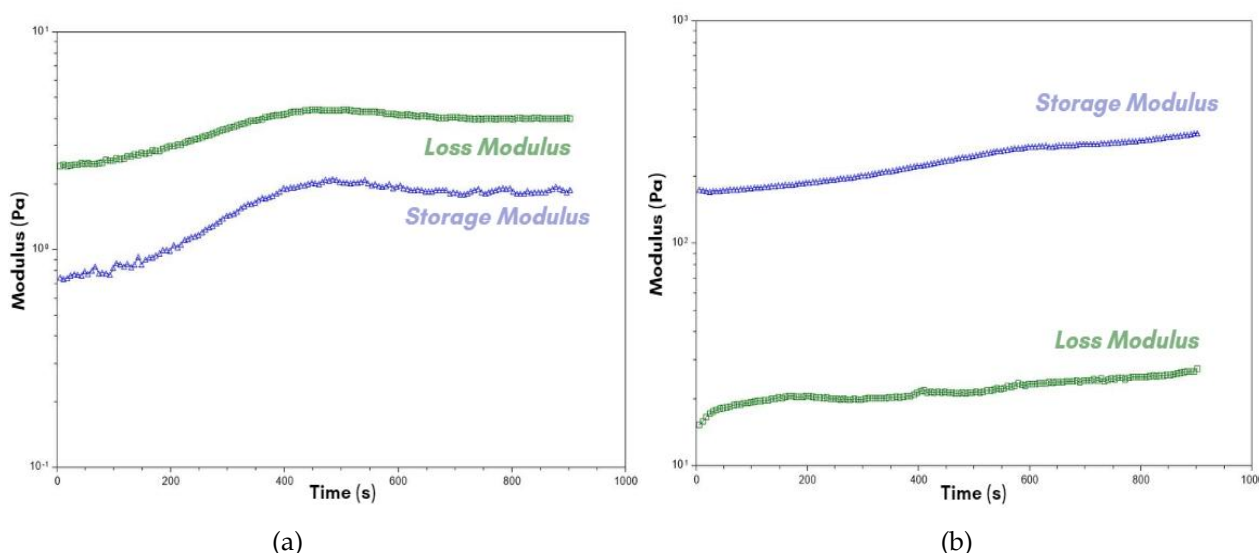 10¹
Modulus (Pa)
10⁰
10⁻¹
Loss Modulus
Storage Modulus
0 200 400 600 800 1000
Time (s)
(a)
10³
Modulus (Pa)
10²
10¹
Storage Modulus
Loss Modulus
0 200 400 600 800 1000
Time (s)
(b)